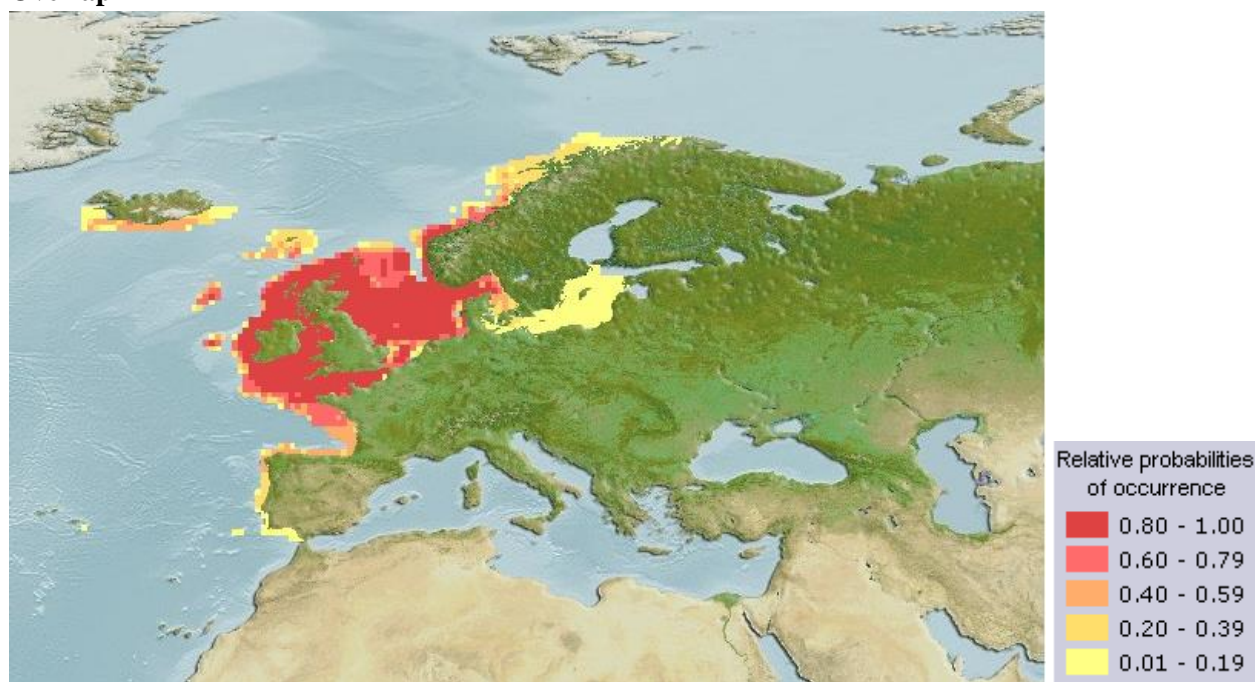 Relative probabilities
of occurrence
0.80 - 1.00
0.60 - 0.79
0.40 - 0.59
0.20 - 0.39
0.01 - 0.19